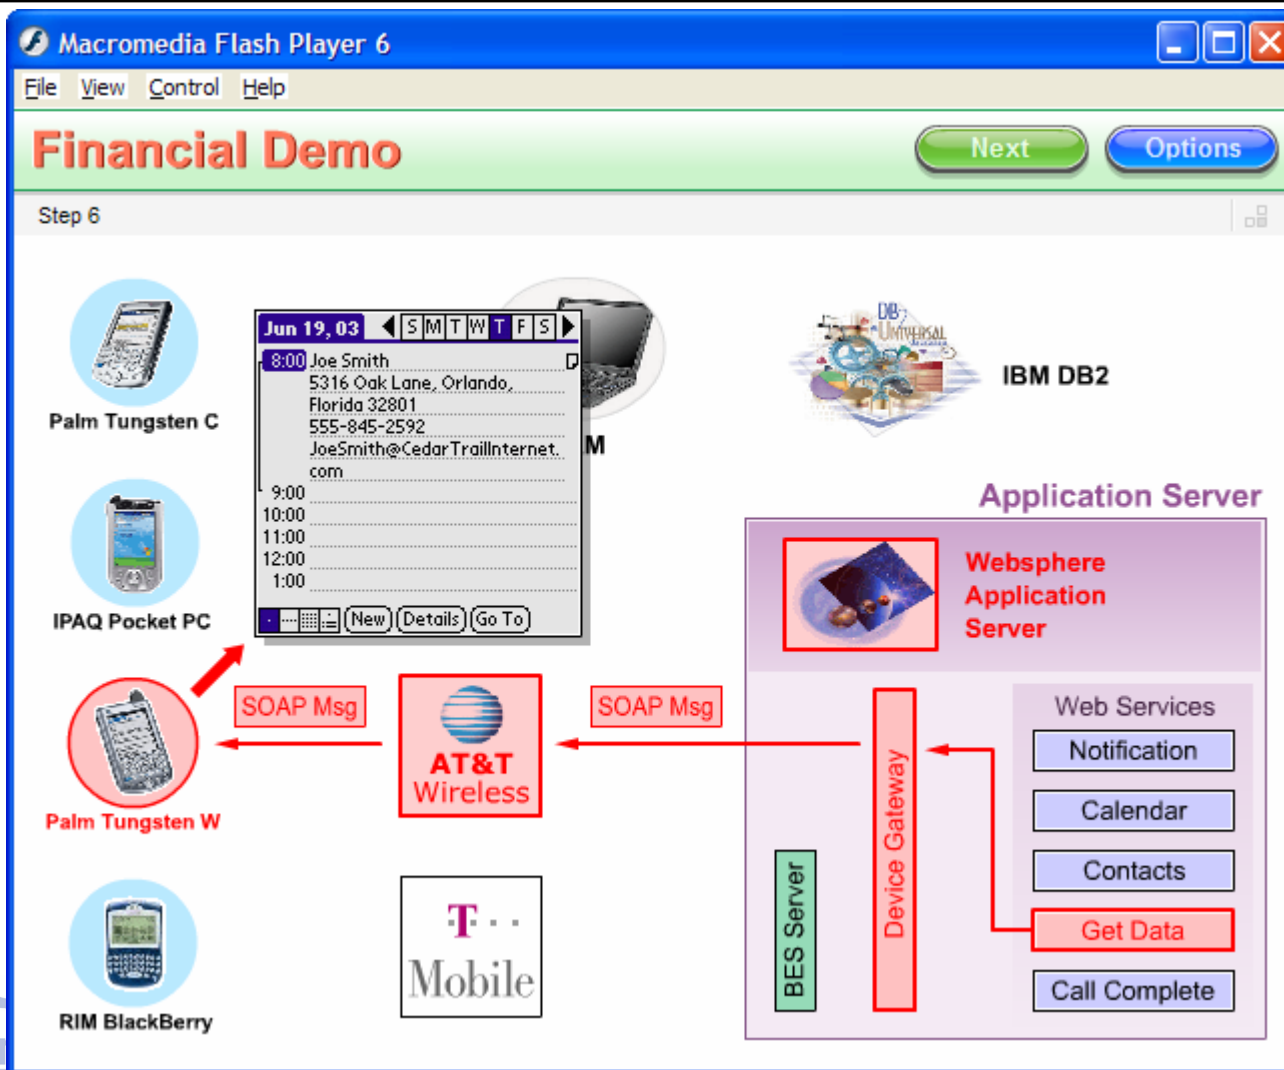 Macromedia Flash Player 6
File View Control Help
Financial Demo
Next
Options
Step 6
Palm Tungsten C
Jun 19, 03
S M T W T F S
8:00 Joe Smith
5316 Oak Lane, Orlando,
Florida 32801
555-845-2592
JoeSmith@CedarTrailInternet.
com
9:00
10:00
11:00
12:00
1:00
New
Details
Go To
M
DB2
UNIVERSAL
IBM DB2
IPAQ Pocket PC
Application Server
Websphere
Application
Server
Palm Tungsten W
SOAP Msg
AT&T
Wireless
SOAP Msg
Device Gateway
BES Server
Web Services
Notification
Calendar
Contacts
Get Data
Call Complete
RIM BlackBerry
T
Mobile